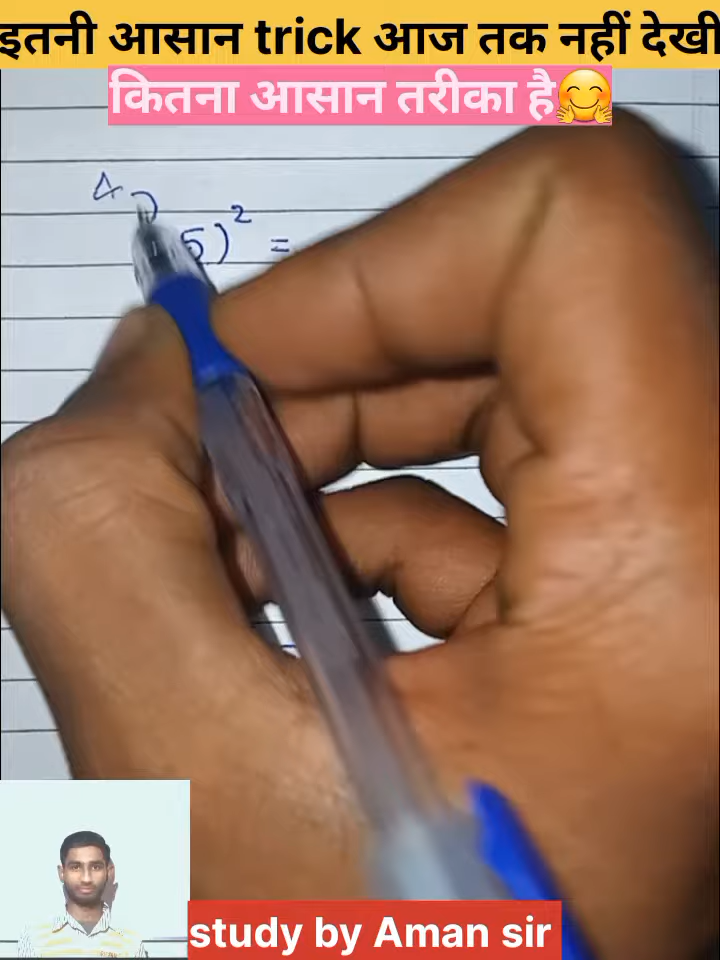 इतनी आसान trick आज तक नहीं देखी
कितना आसान तरीका है🤗
4
5)² =
study by Aman sir